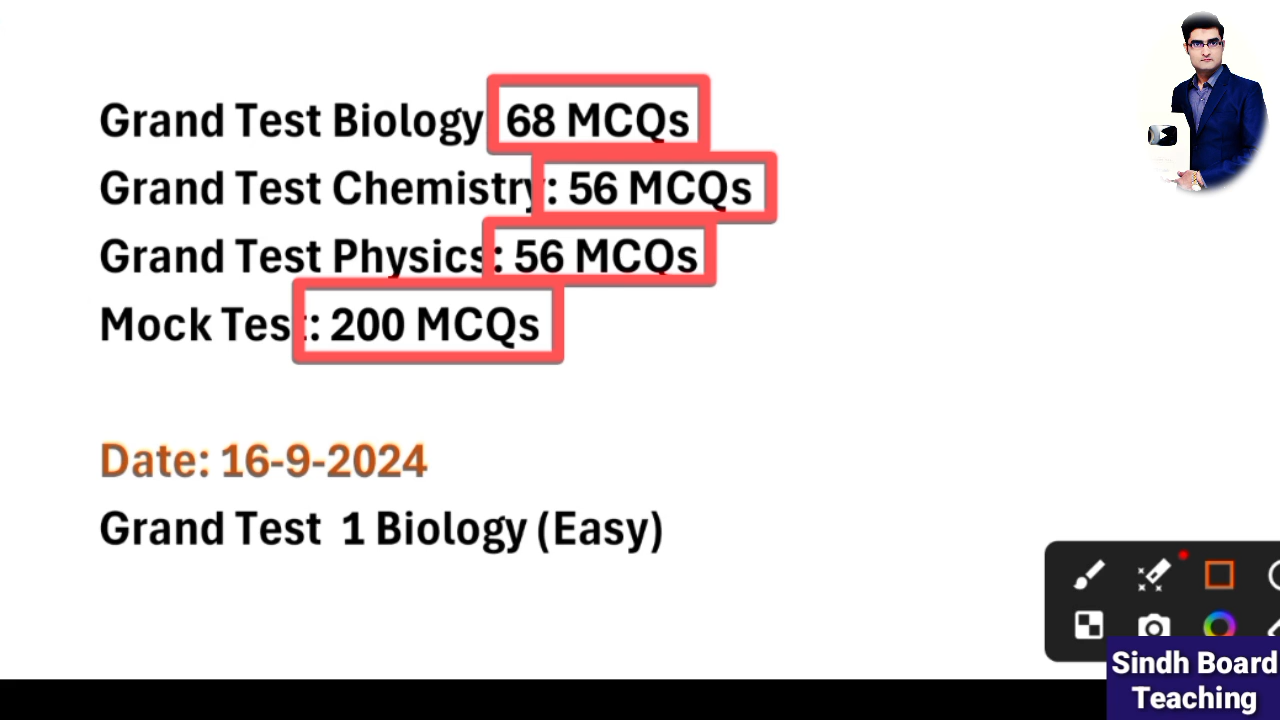 Grand Test Biology 68 MCQs
Grand Test Chemistry: 56 MCQs
Grand Test Physics: 56 MCQs
Mock Test: 200 MCQs
Date: 16-9-2024
Grand Test 1 Biology (Easy)
Sindh Board
Teaching